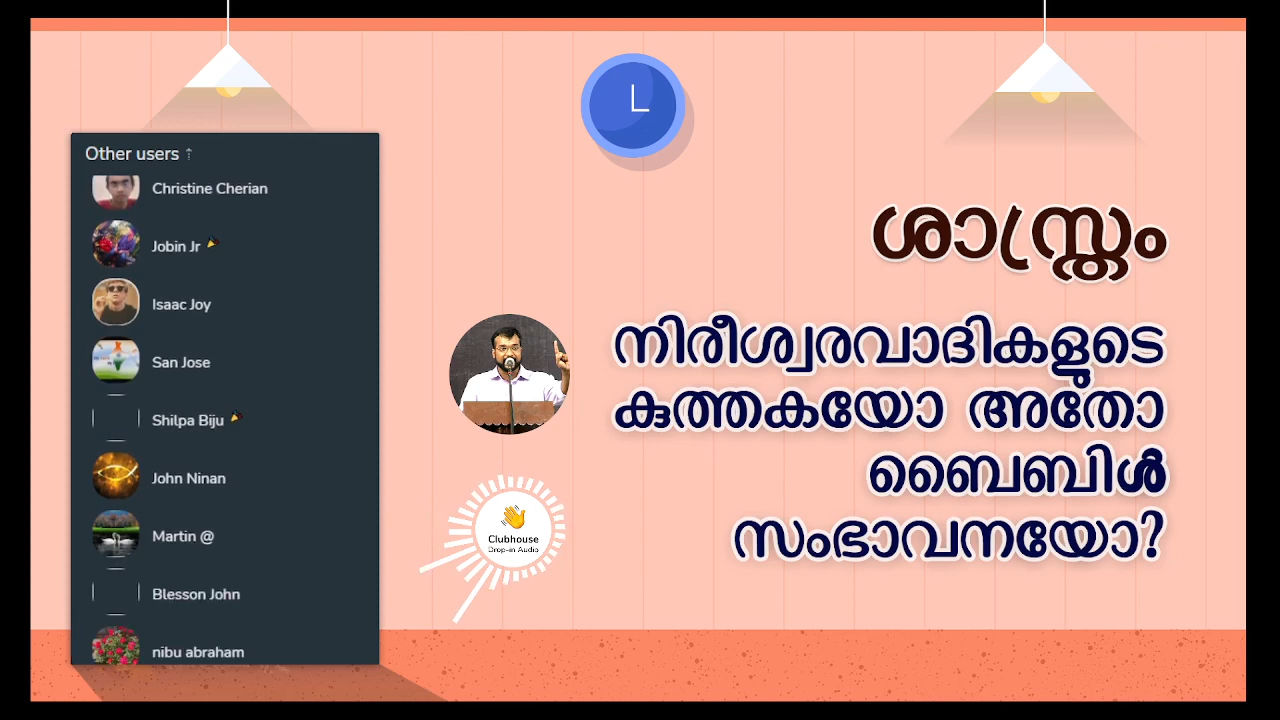 Other users ⇡
Christine Cherian
Jobin Jr 🎉
Isaac Joy
San Jose
Shilpa Biju 🎉
John Ninan
Martin @
Blesson John
nibu abraham
ശാസ്ത്രം
നിരീശ്വരവാദികളുടെ
കുത്തകയോ അതോ
ബൈബിൾ
സംഭാവനയോ?
👋
Clubhouse
Drop-in Audio